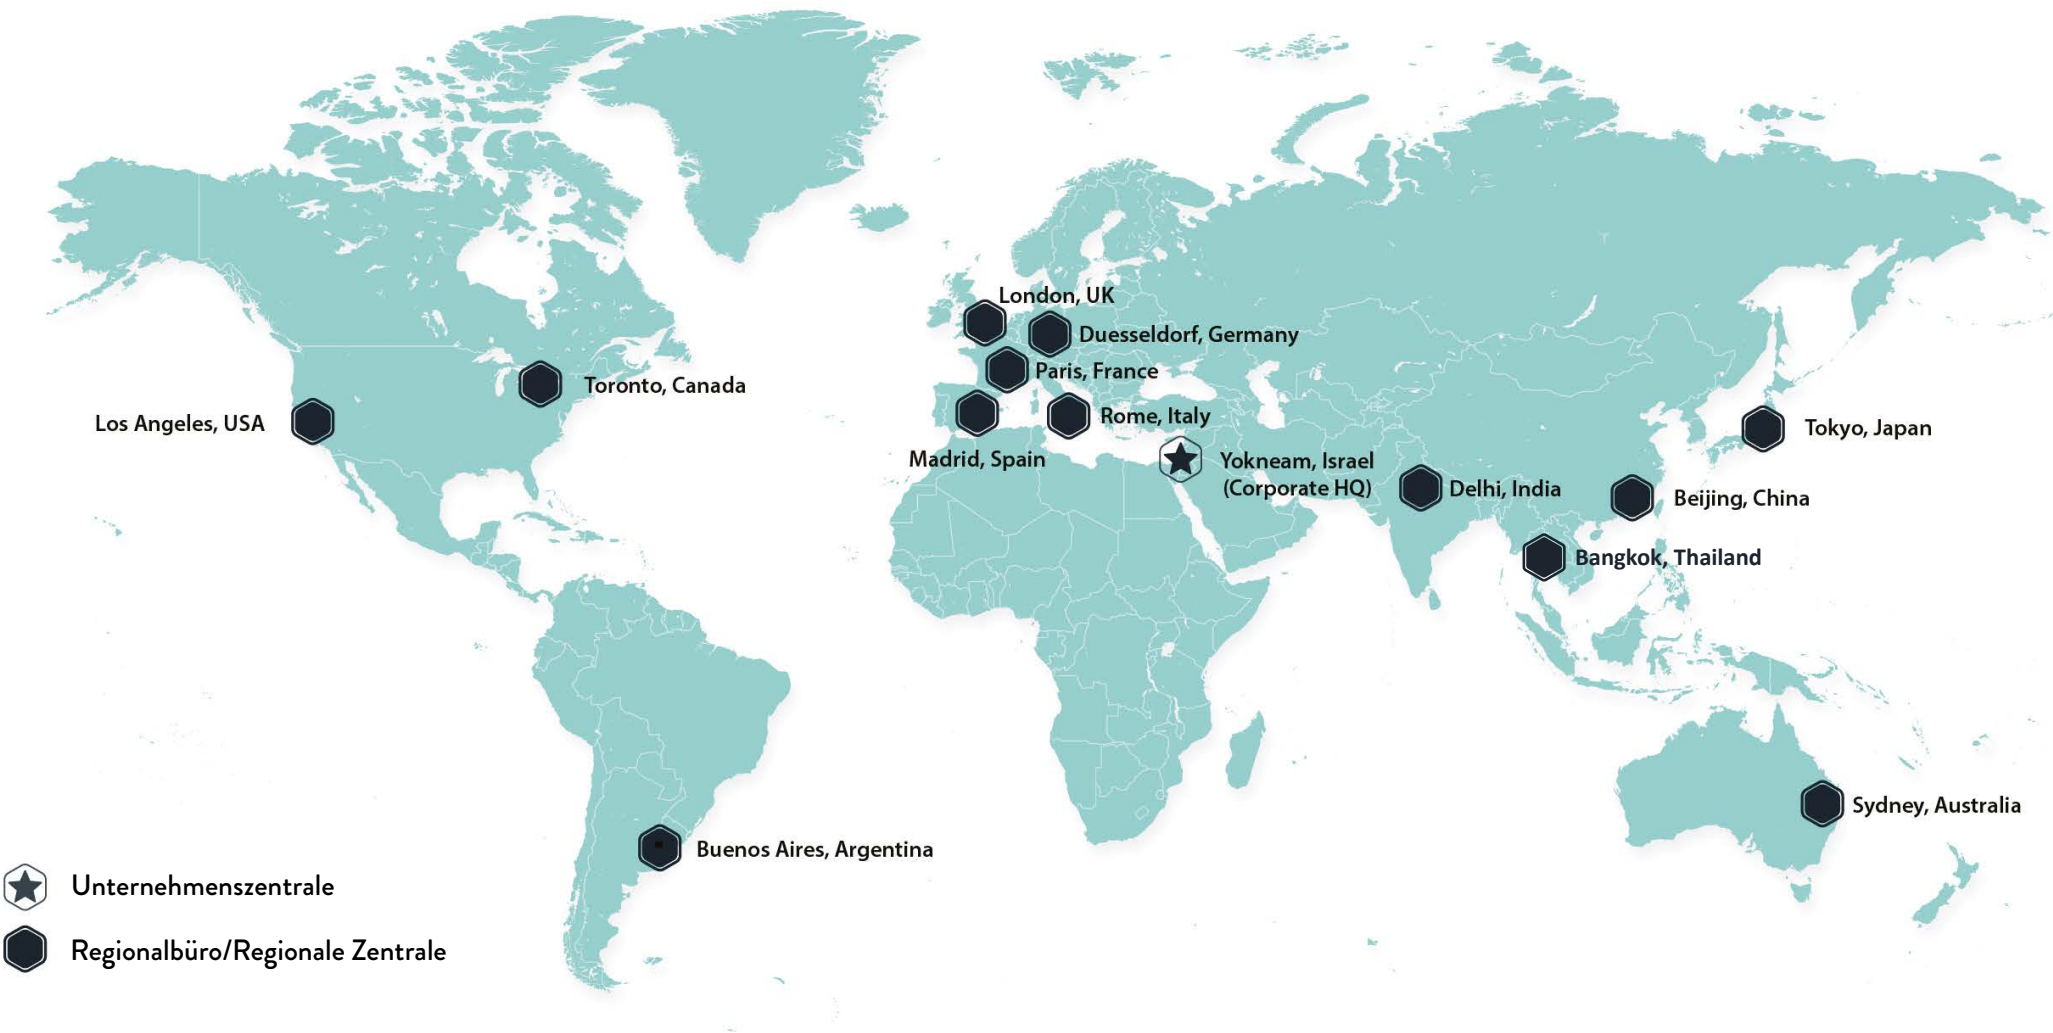 London, UK
Duesseldorf, Germany
Paris, France
Toronto, Canada
Los Angeles, USA
Rome, Italy
Tokyo, Japan
Madrid, Spain
Yokneam, Israel
(Corporate HQ)
Delhi, India
Beijing, China
Bangkok, Thailand
Sydney, Australia
Buenos Aires, Argentina
Unternehmenszentrale
Regionalbüro/Regionale Zentrale